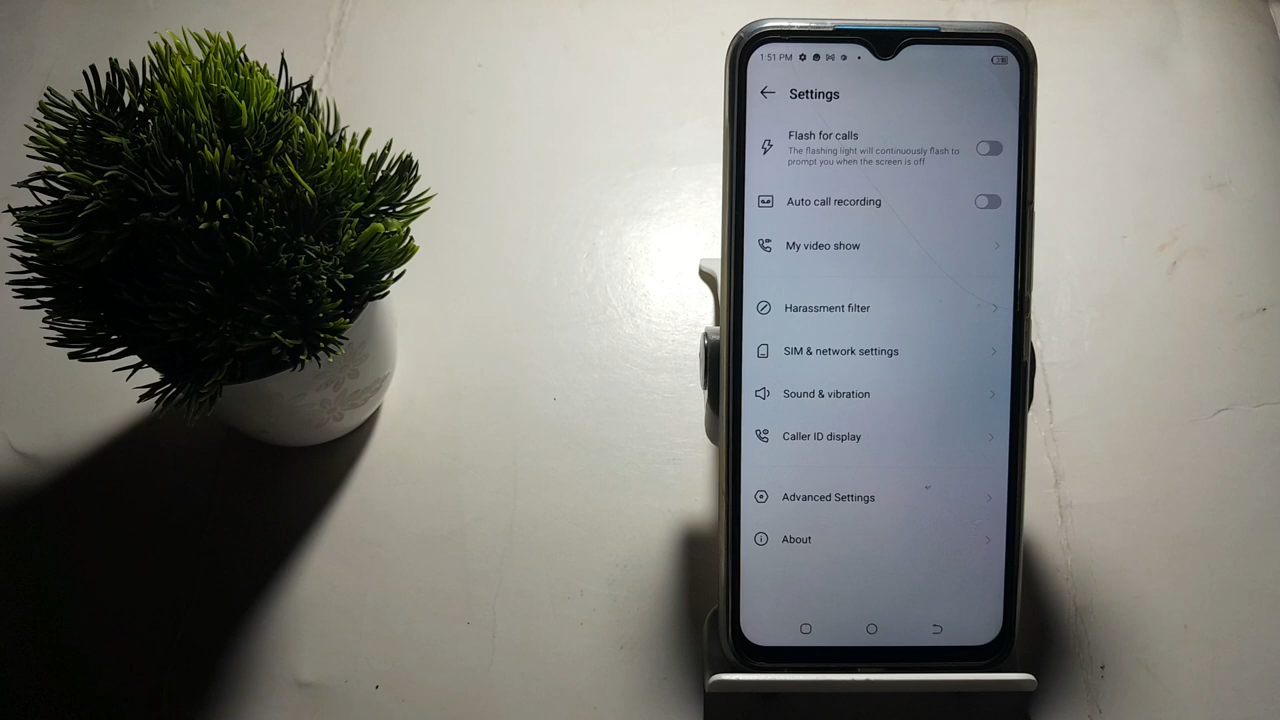 1:51 PM
Settings
Flash for calls
The flashing light will continuously flash to
prompt you when the screen is off
Auto call recording
My video show
Harassment filter
SIM & network settings
Sound & vibration
Caller ID display
Advanced Settings
About